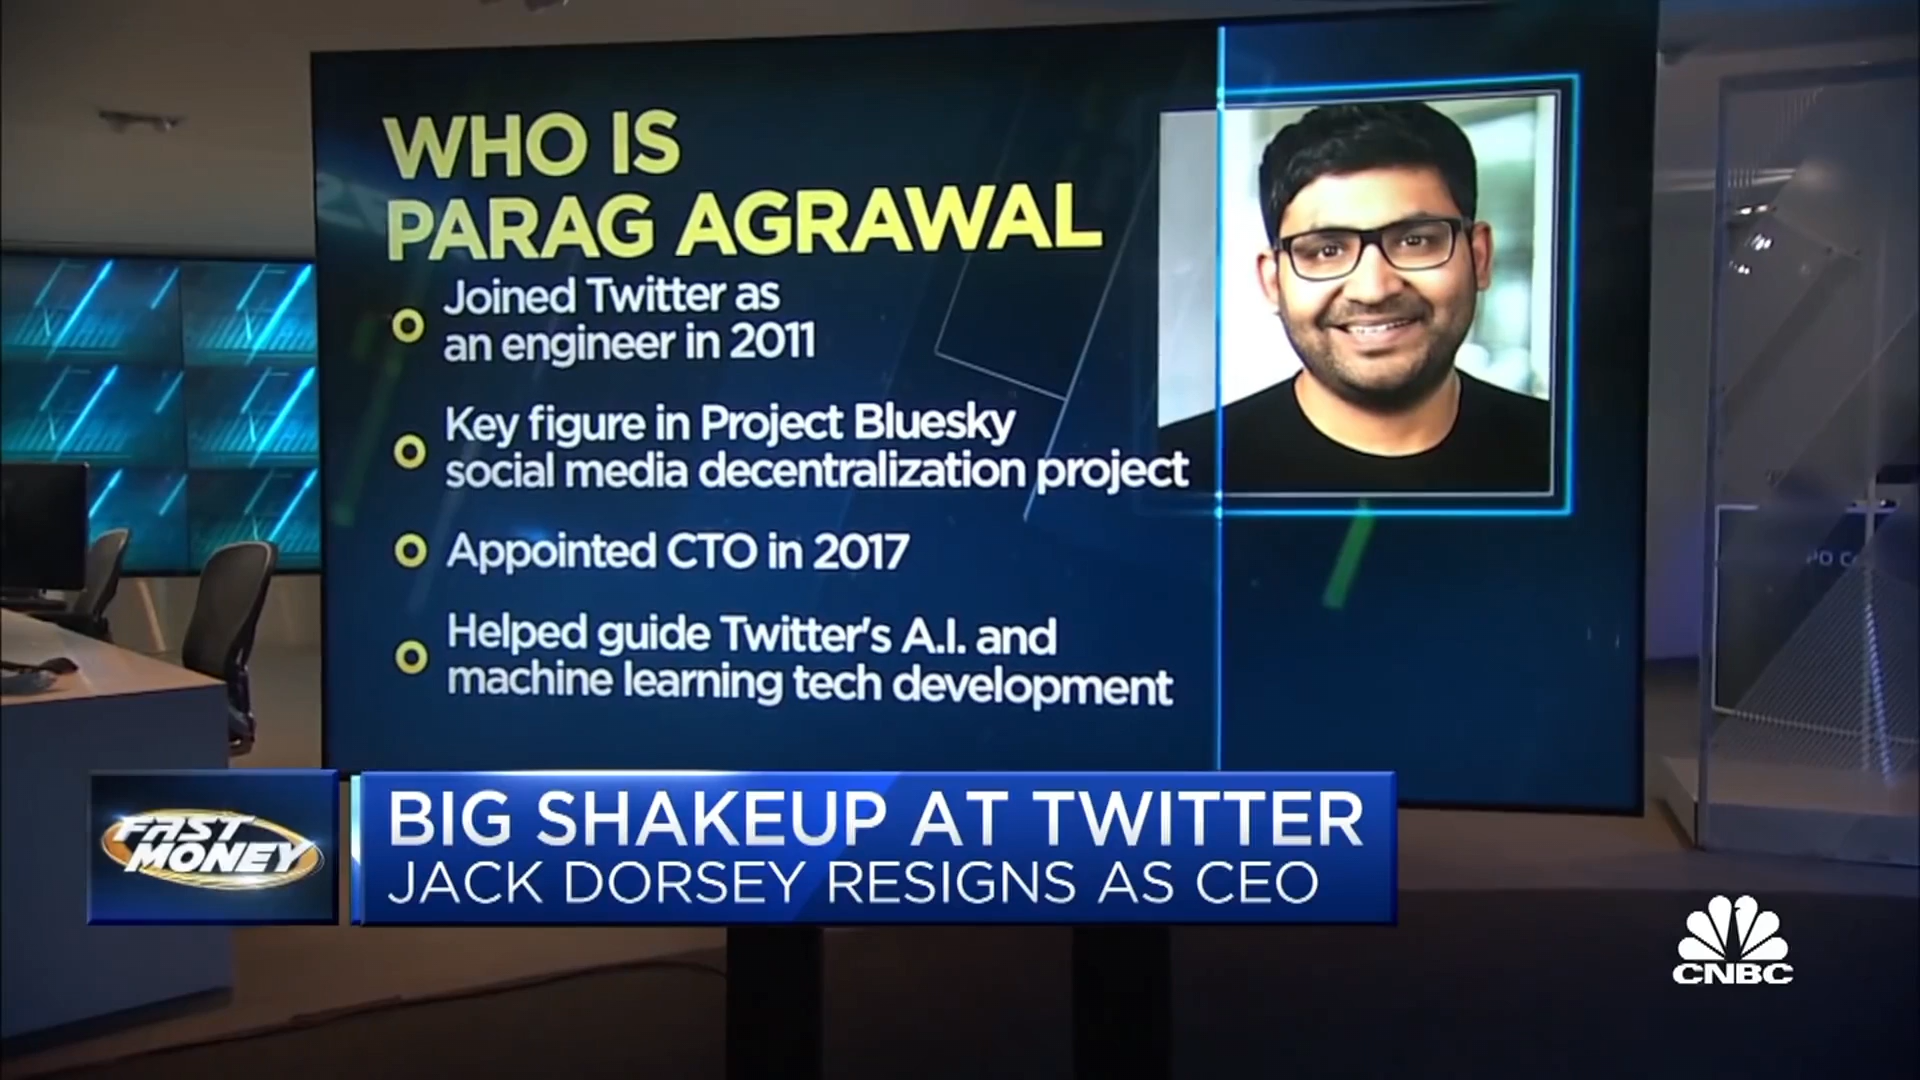 WHO IS
PARAG AGRAWAL
Joined Twitter as
an engineer in 2011
Key figure in Project Bluesky
social media decentralization project
Appointed CTO in 2017
Helped guide Twitter's A.I. and
machine learning tech development
FAST
MONEY
BIG SHAKEUP AT TWITTER
JACK DORSEY RESIGNS AS CEO
CNBC